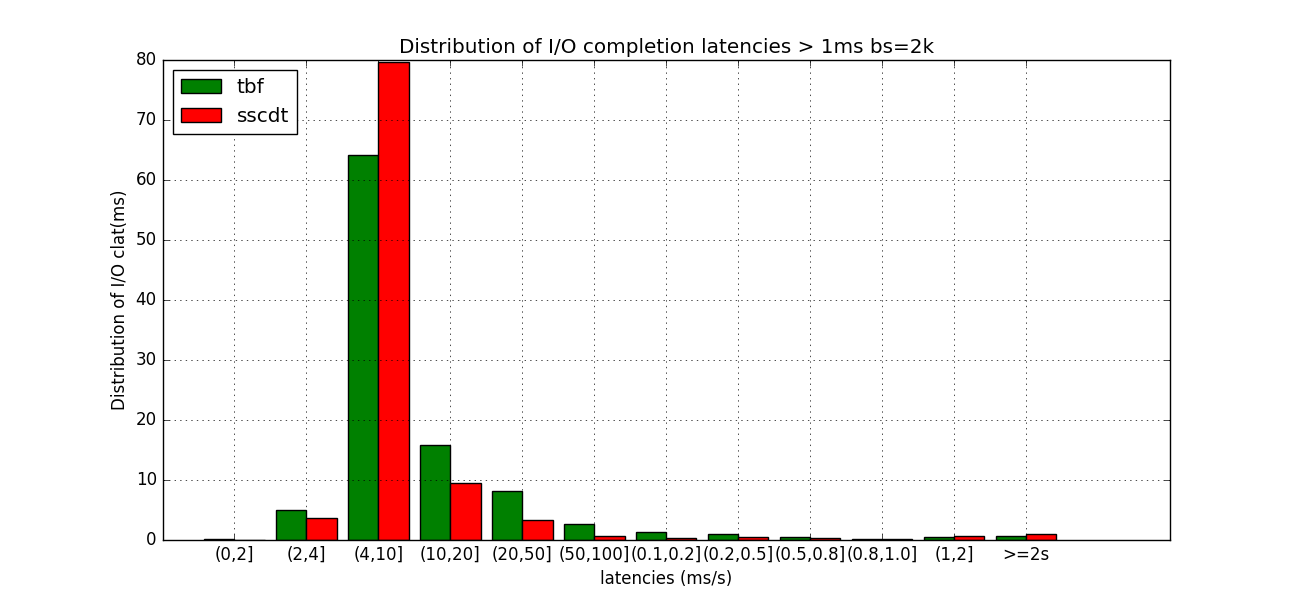 Distribution of I/O completion latencies > 1ms bs=2k
tbf
sscdt
Distribution of I/O clat(ms)
80
70
60
50
40
30
20
10
0
(0,2] (2,4] (4,10] (10,20] (20,50] (50,100] (0.1,0.2] (0.2,0.5] (0.5,0.8] (0.8,1.0] (1,2] >=2s
latencies (ms/s)